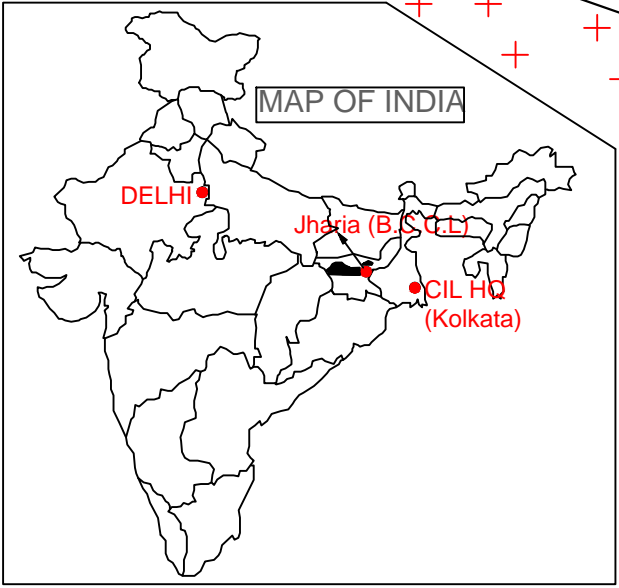 MAP OF INDIA
DELHI
Jharia (B.C.C.L)
CIL HQ
(Kolkata)